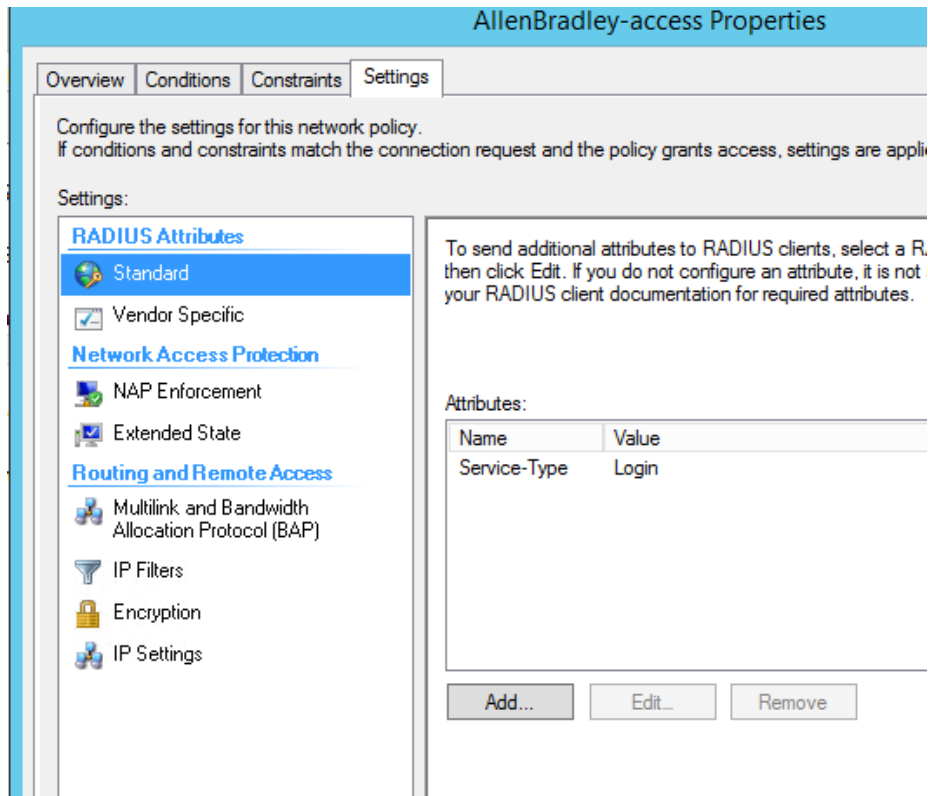 AllenBradley-access Properties
Overview Conditions Constraints Settings
Configure the settings for this network policy.
If conditions and constraints match the connection request and the policy grants access, settings are
Settings:
RADIUS Attributes
Standard
Vendor Specific
Network Access Protection
NAP Enforcement
Extended State
Routing and Remote Access
Multilink and Bandwidth
Allocation Protocol (BAP)
IP Filters
Encryption
IP Settings
To send additional attributes to RADIUS clients, select a
then click Edit. If you do not configure an attribute, it is not
your RADIUS client documentation for required attributes.
Attributes:
Name Value
Service-Type Login
Add... Edit... Remove